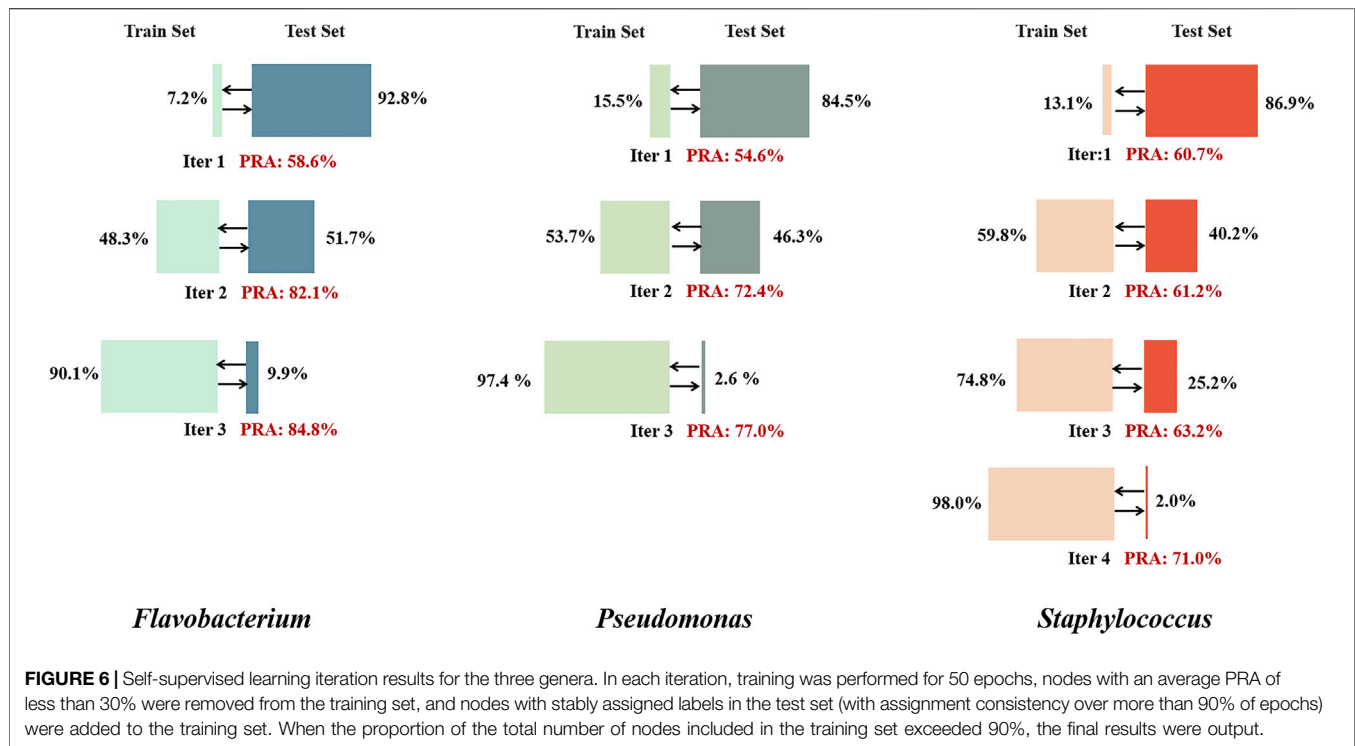 Train Set Test Set
7.2% 92.8%
Iter 1 PRA: 58.6%
48.3% 51.7%
Iter 2 PRA: 82.1%
90.1% 9.9%
Iter 3 PRA: 84.8%
Flavobacterium
Train Set Test Set
15.5% 84.5%
Iter 1 PRA: 54.6%
53.7% 46.3%
Iter 2 PRA: 72.4%
97.4 % 2.6 %
Iter 3 PRA: 77.0%
Pseudomonas
Train Set Test Set
13.1% 86.9%
Iter:1 PRA: 60.7%
59.8% 40.2%
Iter 2 PRA: 61.2%
74.8% 25.2%
Iter 3 PRA: 63.2%
98.0% 2.0%
Iter 4 PRA: 71.0%
Staphylococcus
FIGURE 6 | Self-supervised learning iteration results for the three genera. In each iteration, training was performed for 50 epochs, nodes with an average PRA of
less than 30% were removed from the training set, and nodes with stably assigned labels in the test set (with assignment consistency over more than 90% of epochs)
were added to the training set. When the proportion of the total number of nodes included in the training set exceeded 90%, the final results were output.